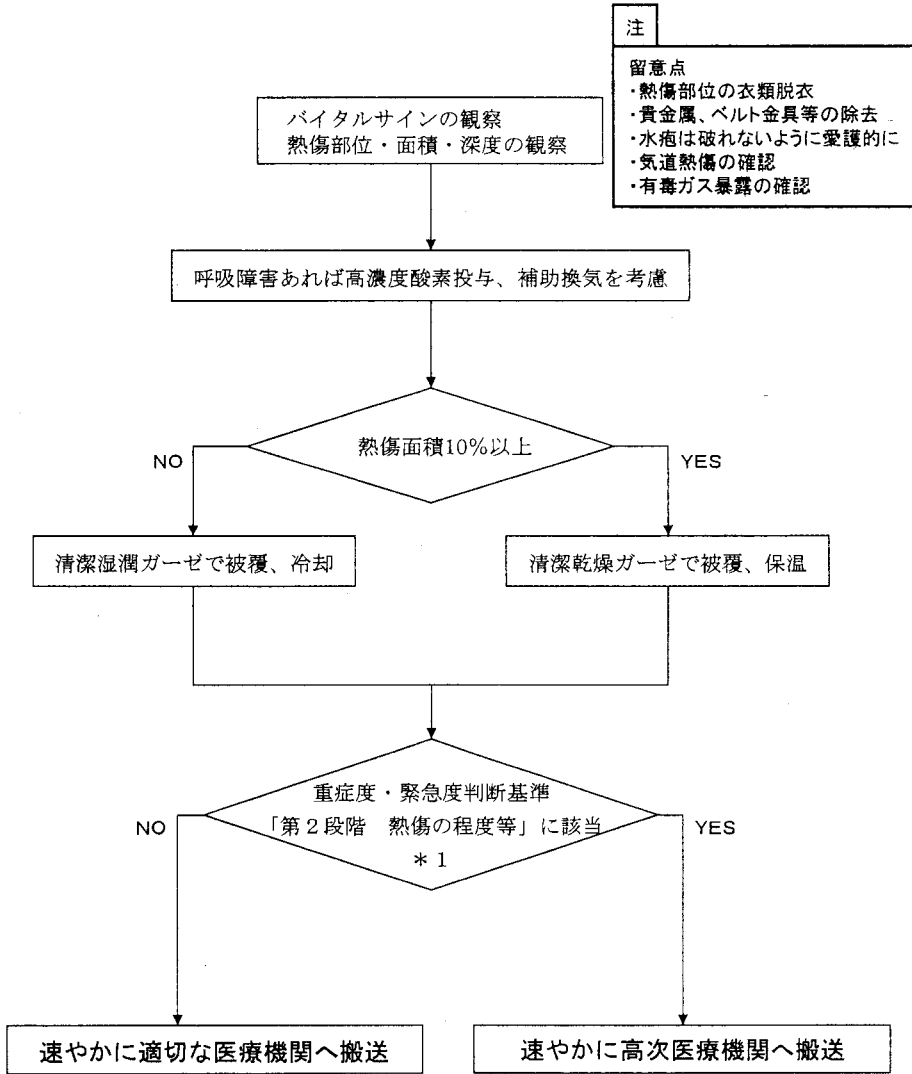 注
留意点
・熱傷部位の衣類脱衣
・貴金属、ベルト金具等の除去
・水疱は破れないように愛護的に
・気道熱傷の確認
・有毒ガス暴露の確認
バイタルサインの観察
熱傷部位・面積・深度の観察
呼吸障害あれば高濃度酸素投与、補助換気を考慮
熱傷面積10％以上
NO
YES
清潔湿潤ガーゼで被覆、冷却
清潔乾燥ガーゼで被覆、保温
重症度・緊急度判断基準
「第２段階　熱傷の程度等」に該当
＊１
NO
YES
速やかに適切な医療機関へ搬送
速やかに高次医療機関へ搬送